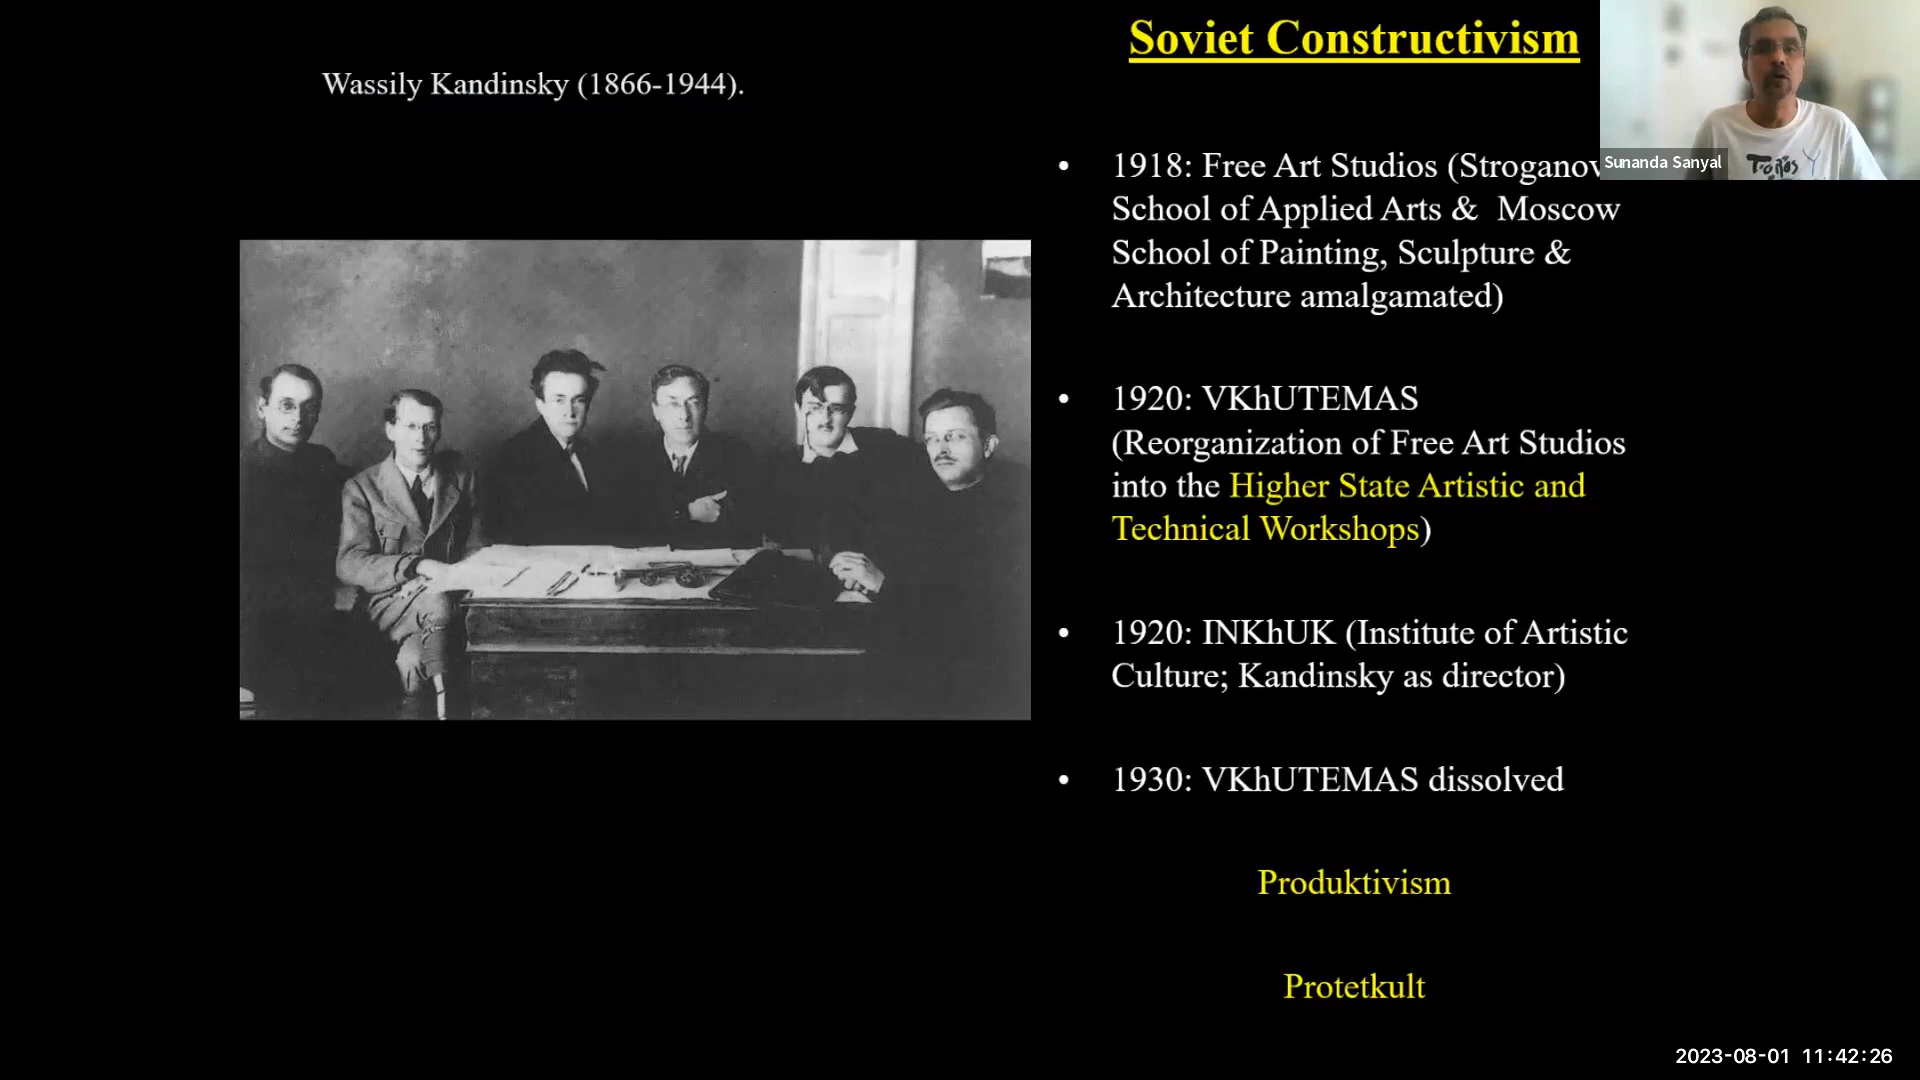 Soviet Constructivism
Wassily Kandinsky (1866-1944).
• 1918: Free Art Studios (Stroganov
School of Applied Arts & Moscow
School of Painting, Sculpture &
Architecture amalgamated)
• 1920: VKhUTEMAS
(Reorganization of Free Art Studios
into the Higher State Artistic and
Technical Workshops)
• 1920: INKhUK (Institute of Artistic
Culture; Kandinsky as director)
• 1930: VKhUTEMAS dissolved
Produktivism
Protetkult
Sunanda Sanyal
2023-08-01 11:42:26